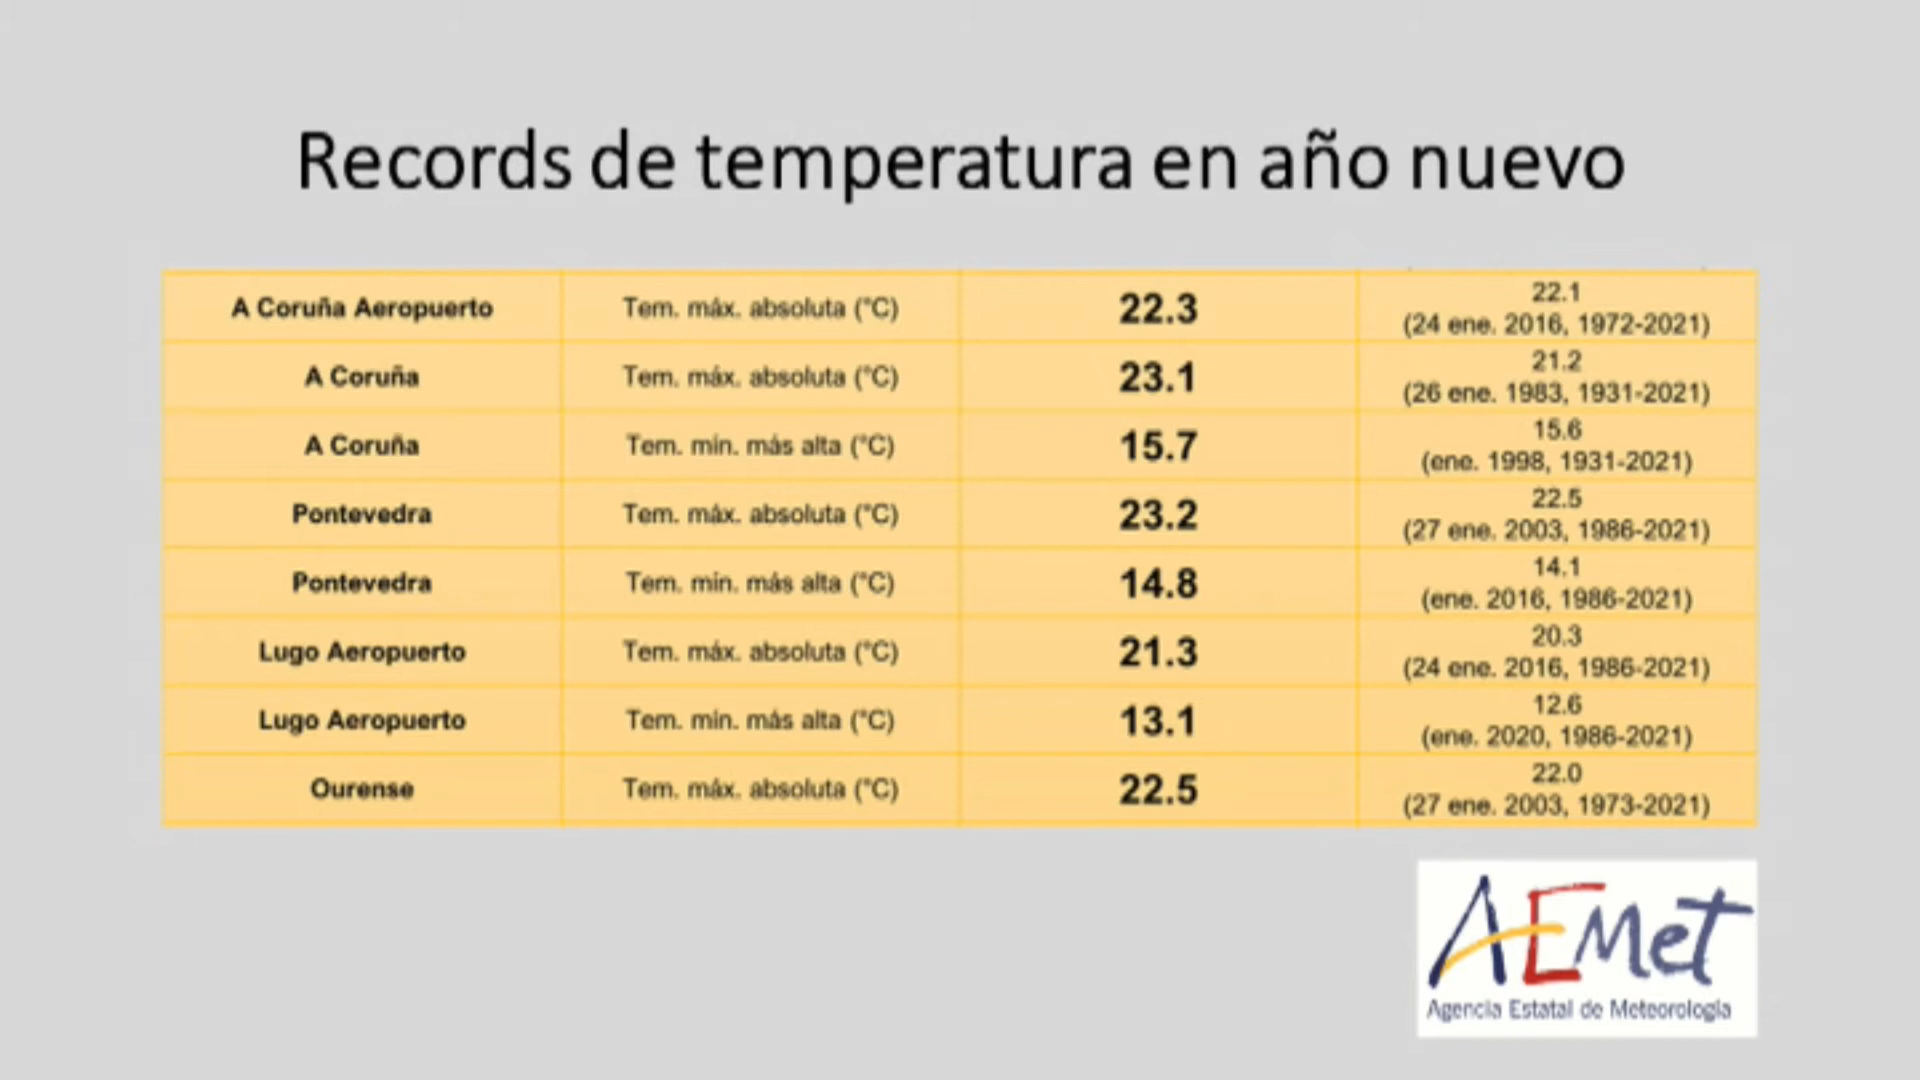 Records de temperatura en año nuevo
A Coruña Aeropuerto Tem. máx. absoluta (°C) 22.3 22.1
(24 ene. 2016, 1972-2021)
A Coruña Tem. máx. absoluta (°C) 23.1 21.2
(26 ene. 1983, 1931-2021)
A Coruña Tem. min. más alta (°C) 15.7 15.6
(ene. 1998, 1931-2021)
Pontevedra Tem. máx. absoluta (°C) 23.2 22.5
(27 ene. 2003, 1986-2021)
Pontevedra Tem. min. más alta (°C) 14.8 14.1
(ene. 2016, 1986-2021)
Lugo Aeropuerto Tem. máx. absoluta (°C) 21.3 20.3
(24 ene. 2016, 1986-2021)
Lugo Aeropuerto Tem. min. más alta (°C) 13.1 12.6
(ene. 2020, 1986-2021)
Ourense Tem. máx. absoluta (°C) 22.5 22.0
(27 ene. 2003, 1973-2021)
AEMet
Agencia Estatal de Meteorología